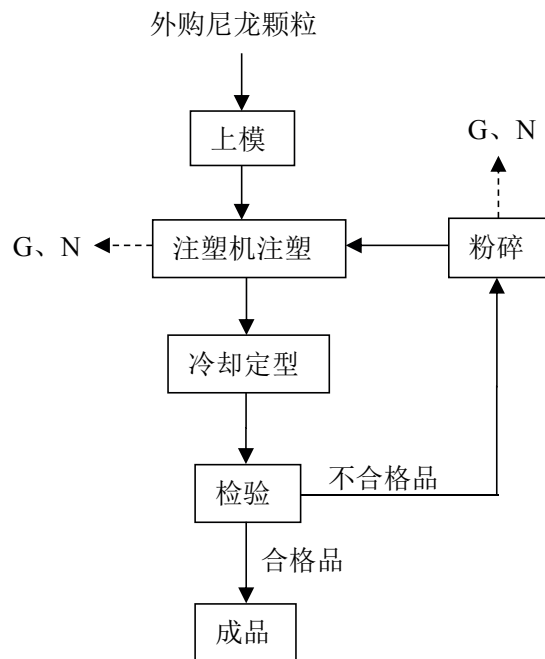 外购尼龙颗粒
上模
G、N
G、N
注塑机注塑
粉碎
冷却定型
检验
不合格品
合格品
成品